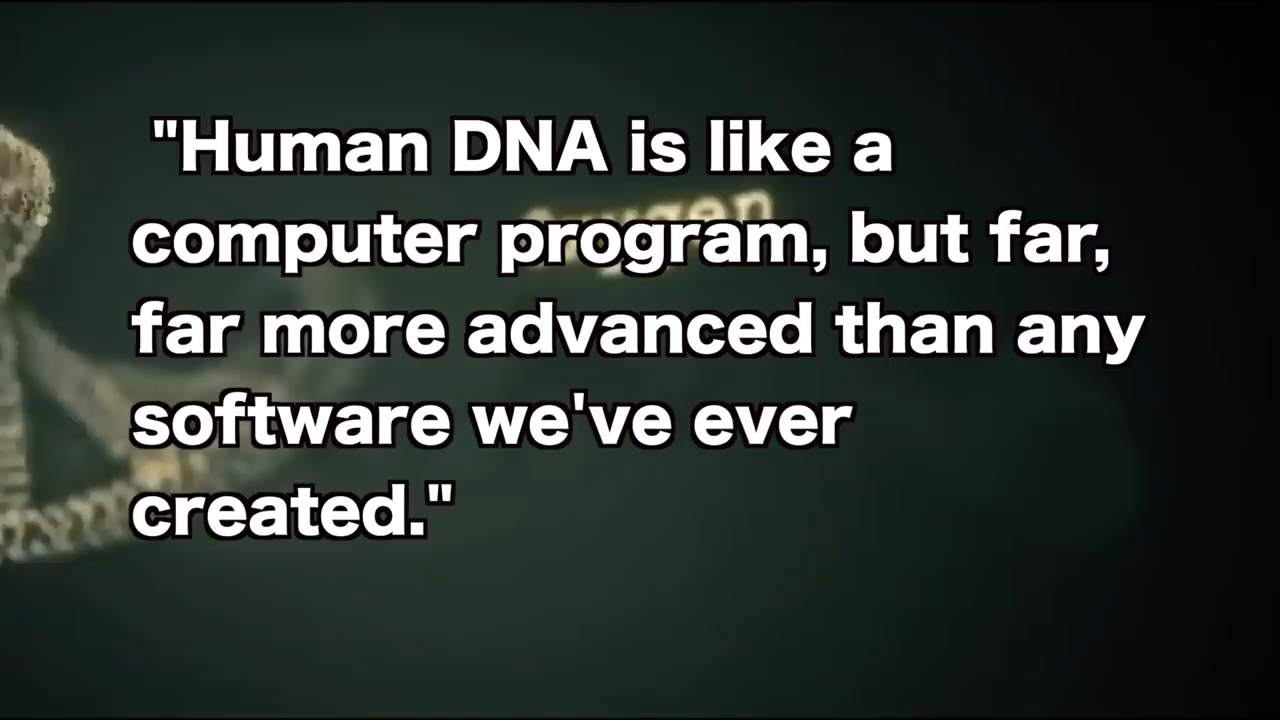 "Human DNA is like a
computer program, but far,
far more advanced than any
software we've ever
created."